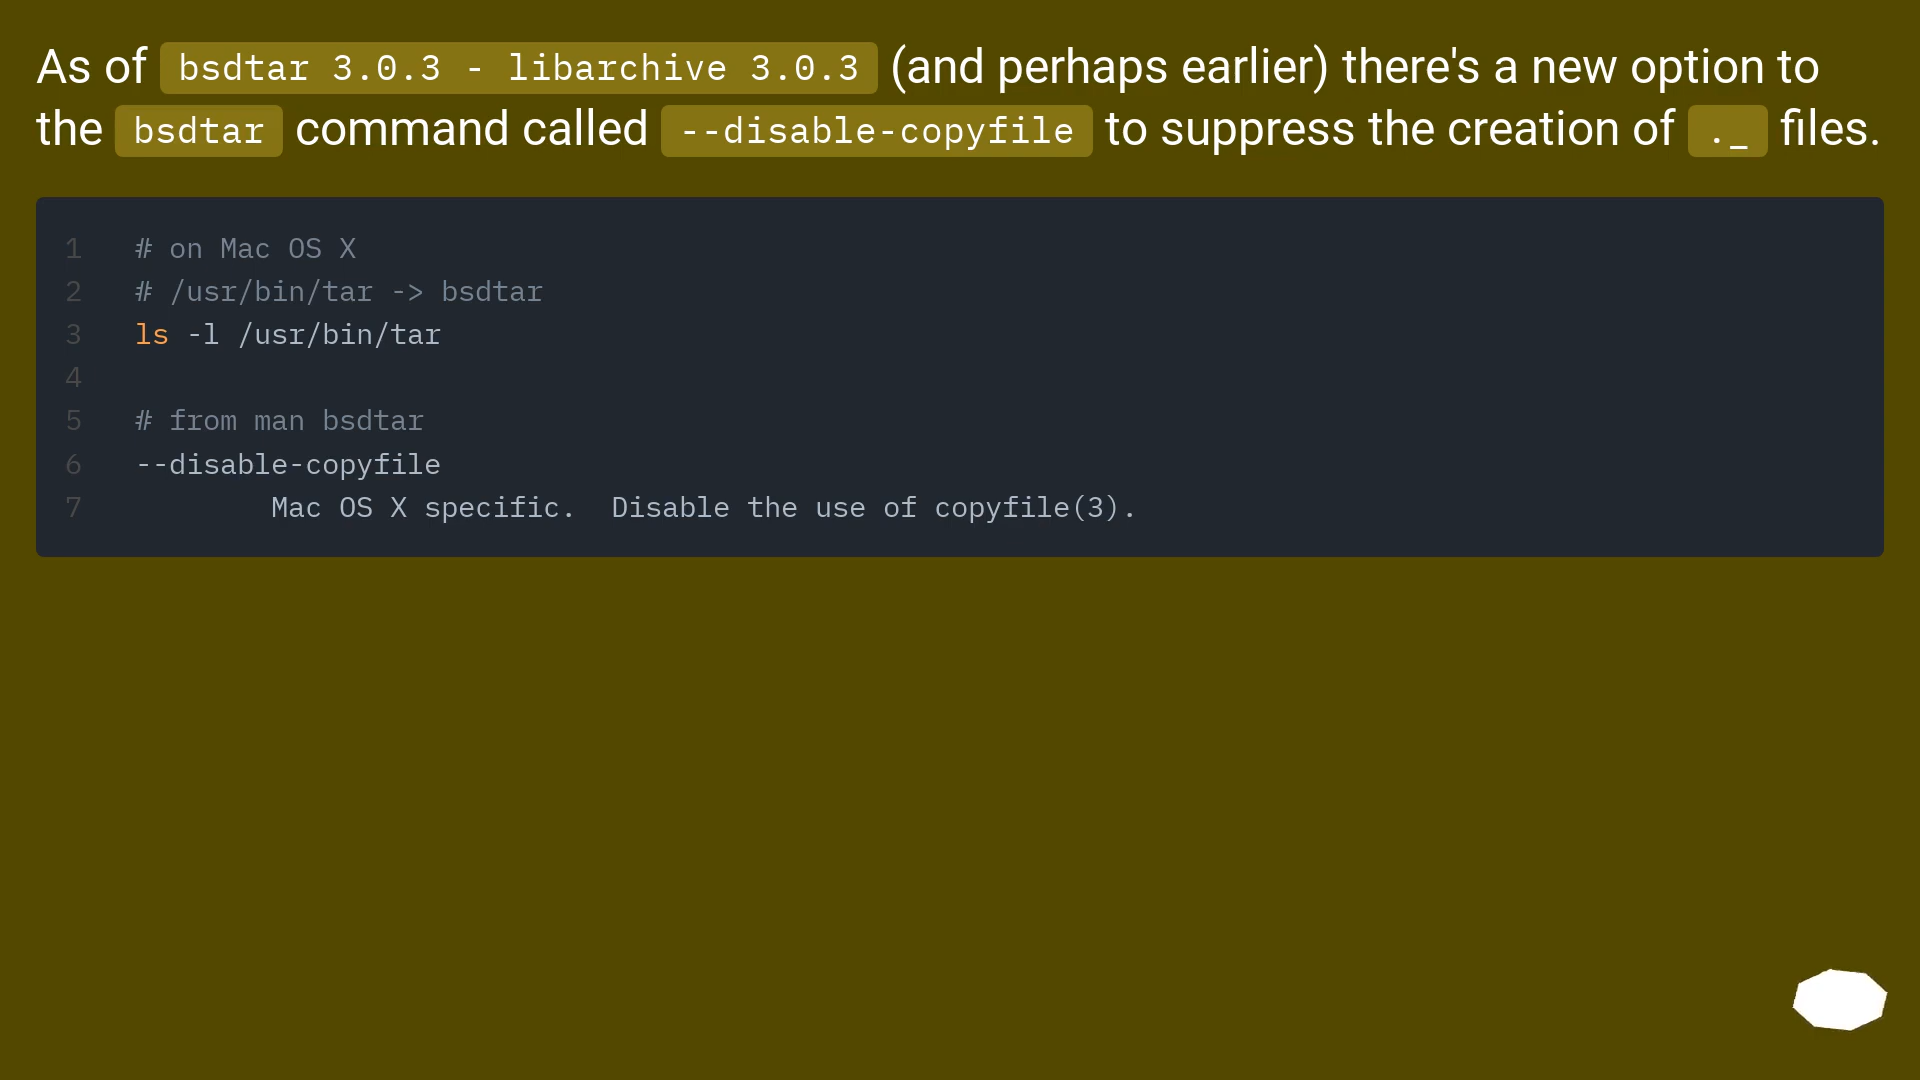 As of bsdtar 3.0.3 - libarchive 3.0.3 (and perhaps earlier) there's a new option to
the bsdtar command called --disable-copyfile to suppress the creation of ._ files.
1 # on Mac OS X
2 # /usr/bin/tar -> bsdtar
3 ls -l /usr/bin/tar
4
5 # from man bsdtar
6 --disable-copyfile
7 Mac OS X specific.  Disable the use of copyfile(3).